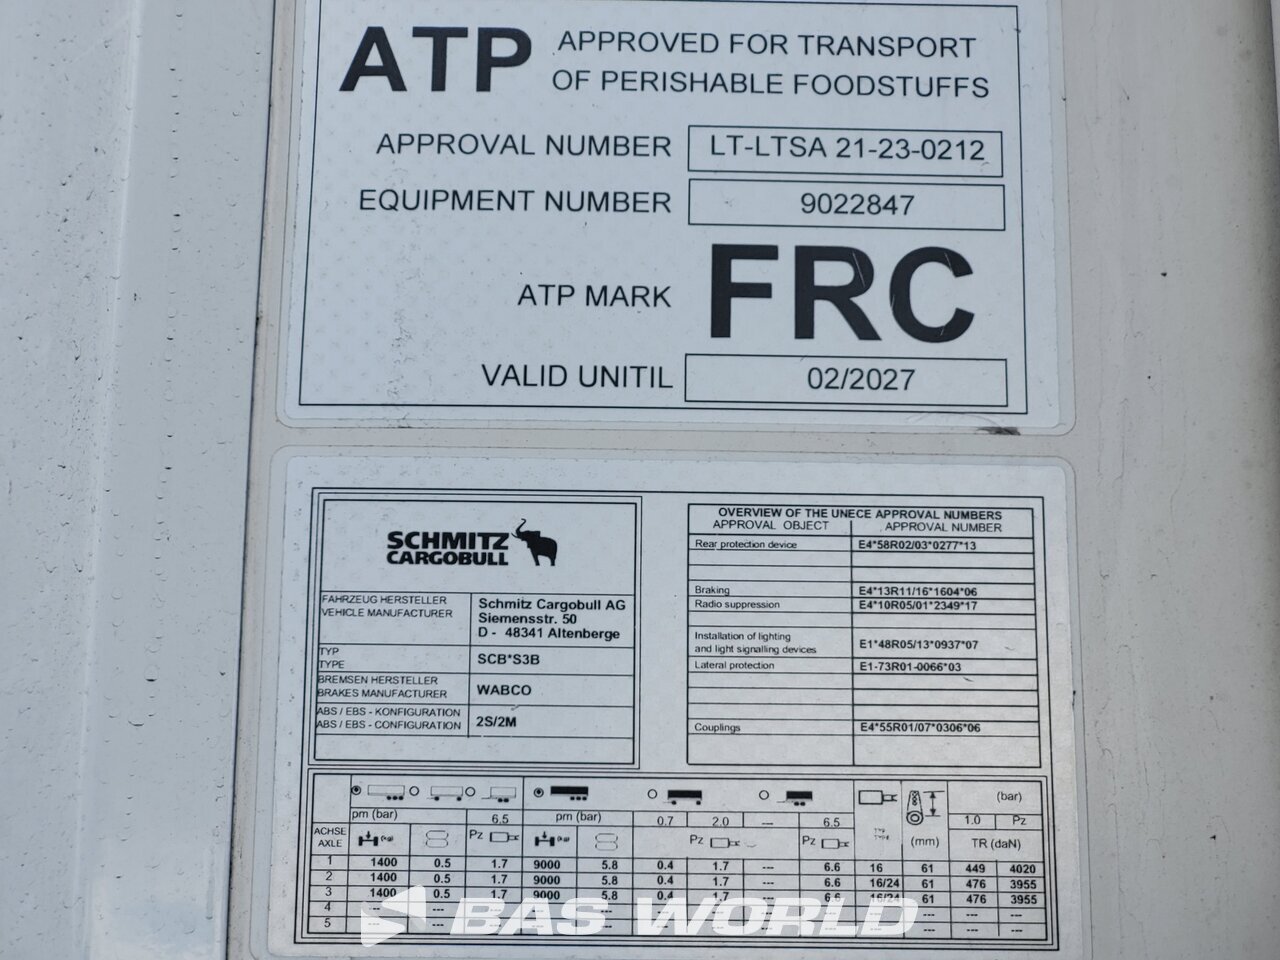 ATP APPROVED FOR TRANSPORT
OF PERISHABLE FOODSTUFFS
APPROVAL NUMBER LT-LTSA 21-23-0212
EQUIPMENT NUMBER 9022847
ATP MARK FRC
VALID UNITIL 02/2027
SCHMITZ
CARGOBULL
FAHRZEUG HERSTELLER
VEHICLE MANUFACTURER
Schmitz Cargobull AG
Siemensstr. 50
D - 48341 Altenberge
TYP
TYPE
SCB*S3B
BREMSEN HERSTELLER
BRAKES MANUFACTURER
WABCO
ABS / EBS - KONFIGURATION
ABS / EBS - CONFIGURATION
2S/2M
OVERVIEW OF THE UNECE APPROVAL NUMBERS
APPROVAL OBJECT APPROVAL NUMBER
Rear protection device E4*58R02/03*0277*13
Braking E4*13R11/16*1604*06
Radio suppression E4*10R05/01*2349*17
Installation of lighting
and light signalling devices
E1*48R05/13*0937*07
Lateral protection E1-73R01-0066*03
Couplings E4*55R01/07*0306*06
(bar)
pm (bar) 6.5 pm (bar) 0.7 2.0 --- 6.5 1.0 Pz
ACHSE
AXLE
(kg) Pz (kg) Pz Pz TYP
TYPE
(mm) TR (daN)
1 1400 0.5 1.7 9000 5.8 0.4 1.7 --- 6.6 16 61 449 4020
2 1400 0.5 1.7 9000 5.8 0.4 1.7 --- 6.6 16/24 61 476 3955
3 1400 0.5 1.7 9000 5.8 0.4 1.7 --- 6.6 16/24 61 476 3955
4 --- --- --- --- ---
5 --- --- --- --- ---
BAS WORLD